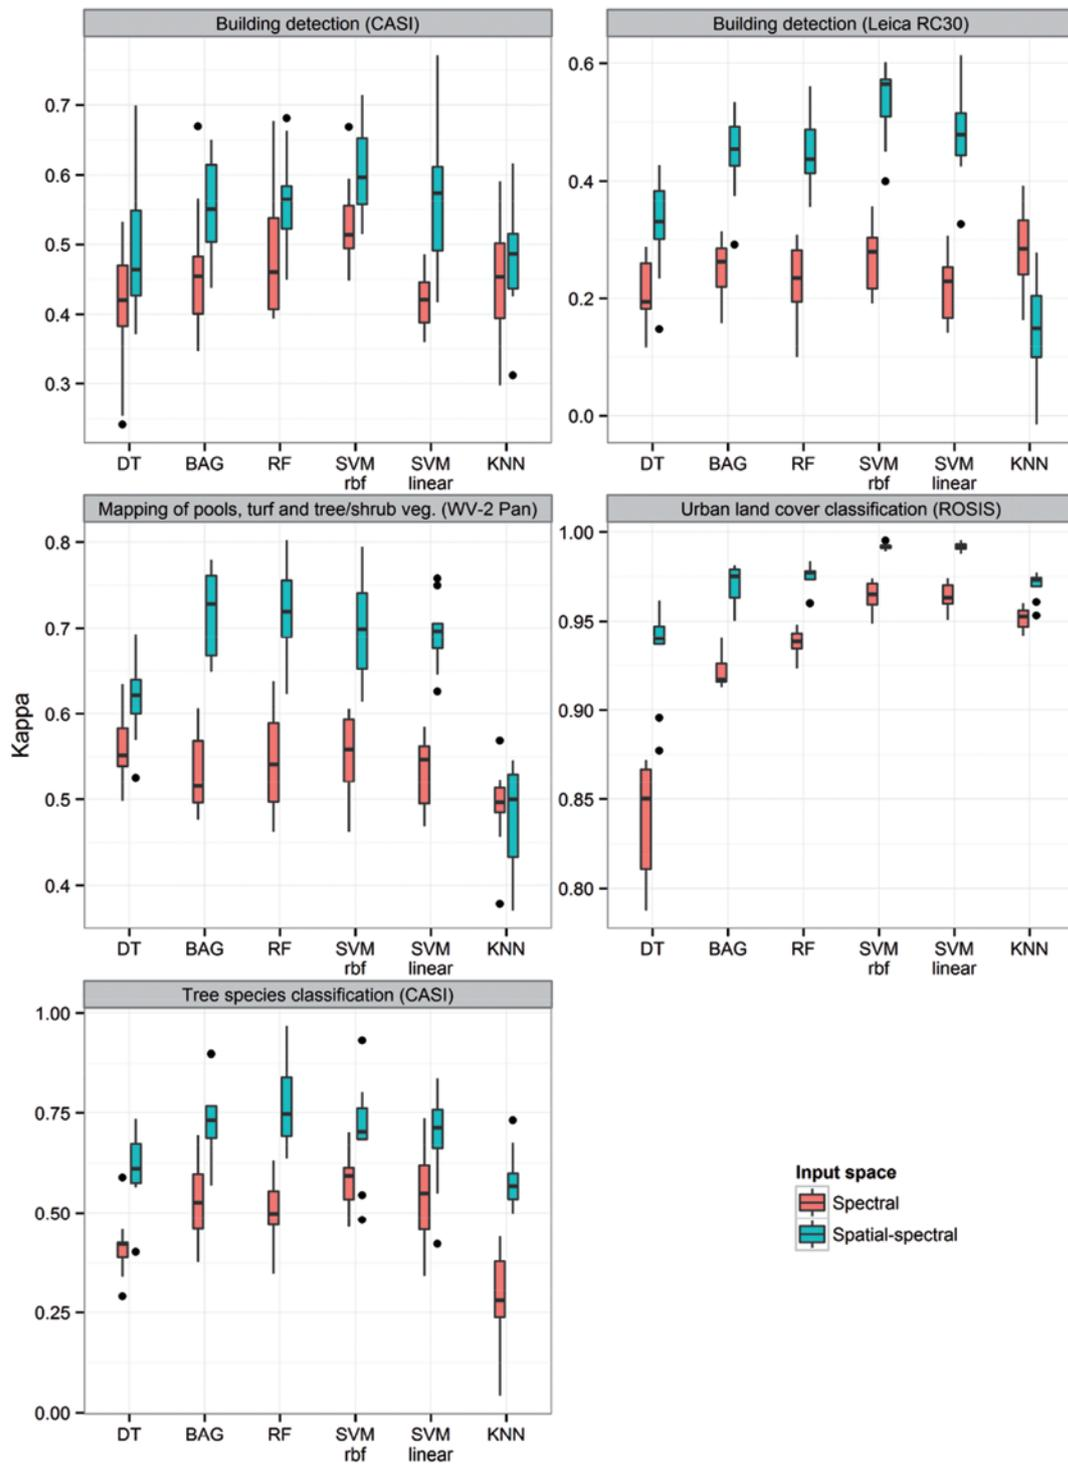 Building detection (CASI)
0.7
0.6
0.5
0.4
0.3
DT BAG RF SVM rbf SVM linear KNN
Building detection (Leica RC30)
0.6
0.4
0.2
0.0
DT BAG RF SVM rbf SVM linear KNN
Kappa
Mapping of pools, turf and tree/shrub veg. (WV-2 Pan)
0.8
0.7
0.6
0.5
0.4
DT BAG RF SVM rbf SVM linear KNN
Urban land cover classification (ROSIS)
1.00
0.95
0.90
0.85
0.80
DT BAG RF SVM rbf SVM linear KNN
Tree species classification (CASI)
1.00
0.75
0.50
0.25
0.00
DT BAG RF SVM rbf SVM linear KNN
Input space
Spectral
Spatial-spectral